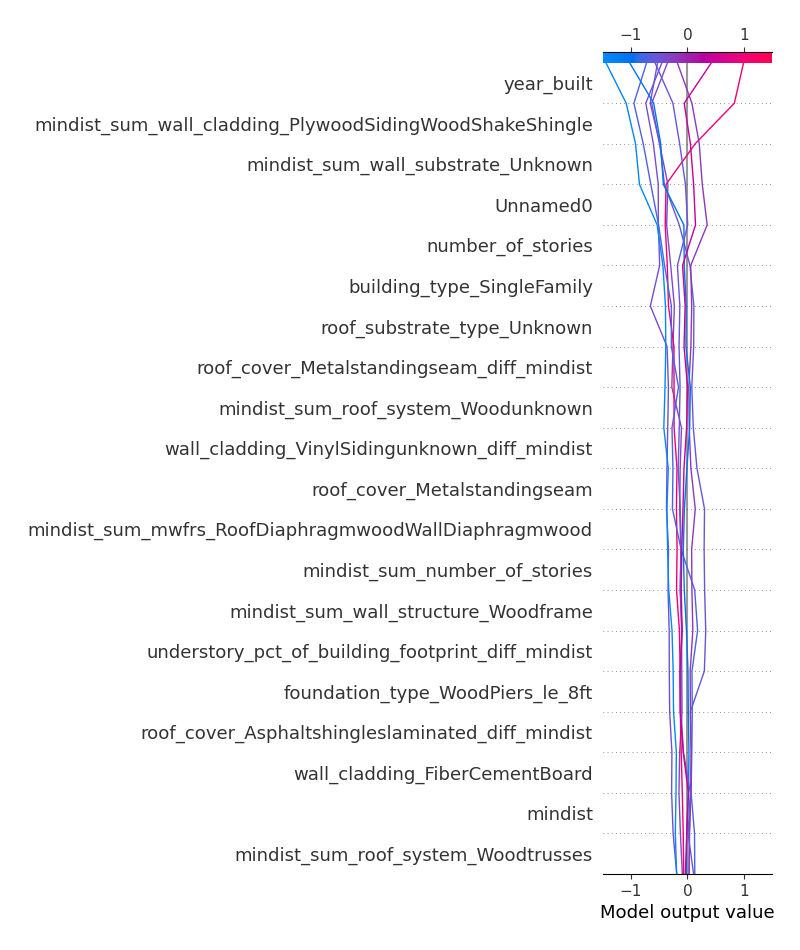 −1 0 1
year_built
mindist_sum_wall_cladding_PlywoodSidingWoodShakeShingle
mindist_sum_wall_substrate_Unknown
Unnamed0
number_of_stories
building_type_SingleFamily
roof_substrate_type_Unknown
roof_cover_Metalstandingseam_diff_mindist
mindist_sum_roof_system_Woodunknown
wall_cladding_VinylSidingunknown_diff_mindist
roof_cover_Metalstandingseam
mindist_sum_mwfrs_RoofDiaphragmwoodWallDiaphragmwood
mindist_sum_number_of_stories
mindist_sum_wall_structure_Woodframe
understory_pct_of_building_footprint_diff_mindist
foundation_type_WoodPiers_le_8ft
roof_cover_Asphaltshingleslaminated_diff_mindist
wall_cladding_FiberCementBoard
mindist
mindist_sum_roof_system_Woodtrusses
−1 0 1
Model output value